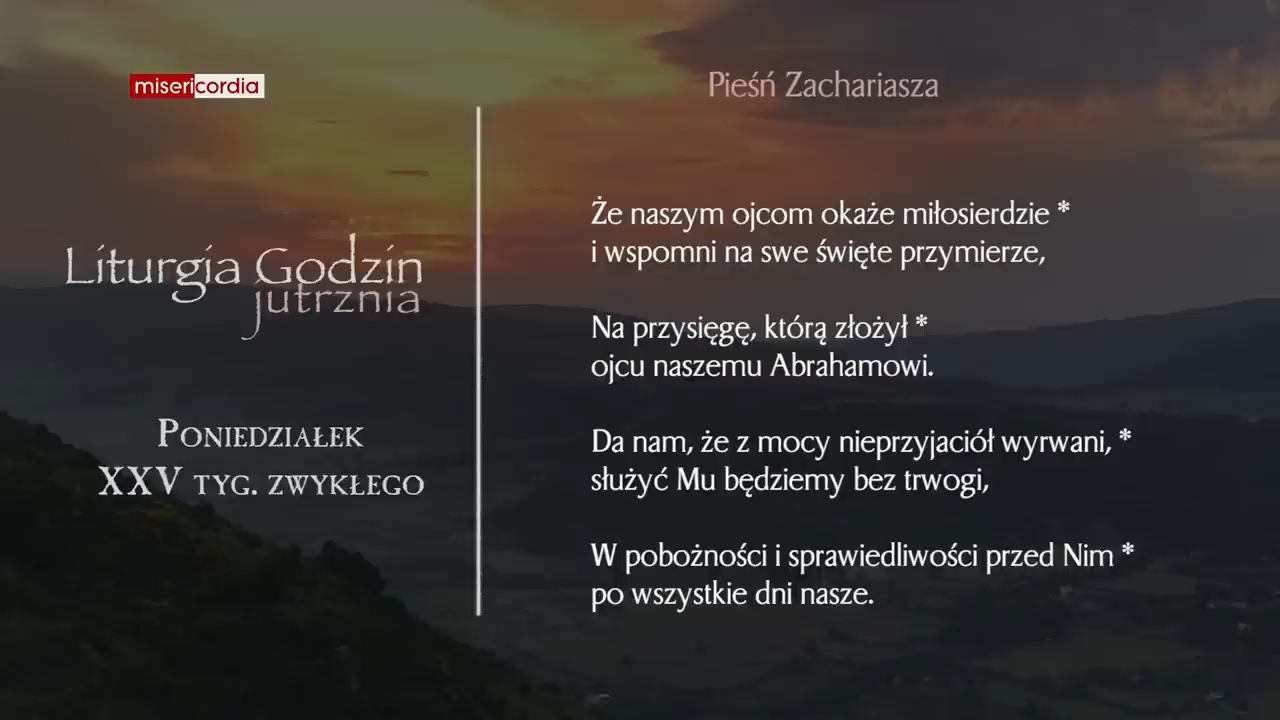 misericordia
Liturgia Godzin
jutrznia
Poniedziałek
XXV tyg. zwykłego
Pieśń Zachariasza
Że naszym ojcom okaże miłosierdzie *
i wspomni na swe święte przymierze,
Na przysięgę, którą złożył *
ojcu naszemu Abrahamowi.
Da nam, że z mocy nieprzyjaciół wyrwani, *
służyć Mu będziemy bez trwogi,
W pobożności i sprawiedliwości przed Nim *
po wszystkie dni nasze.